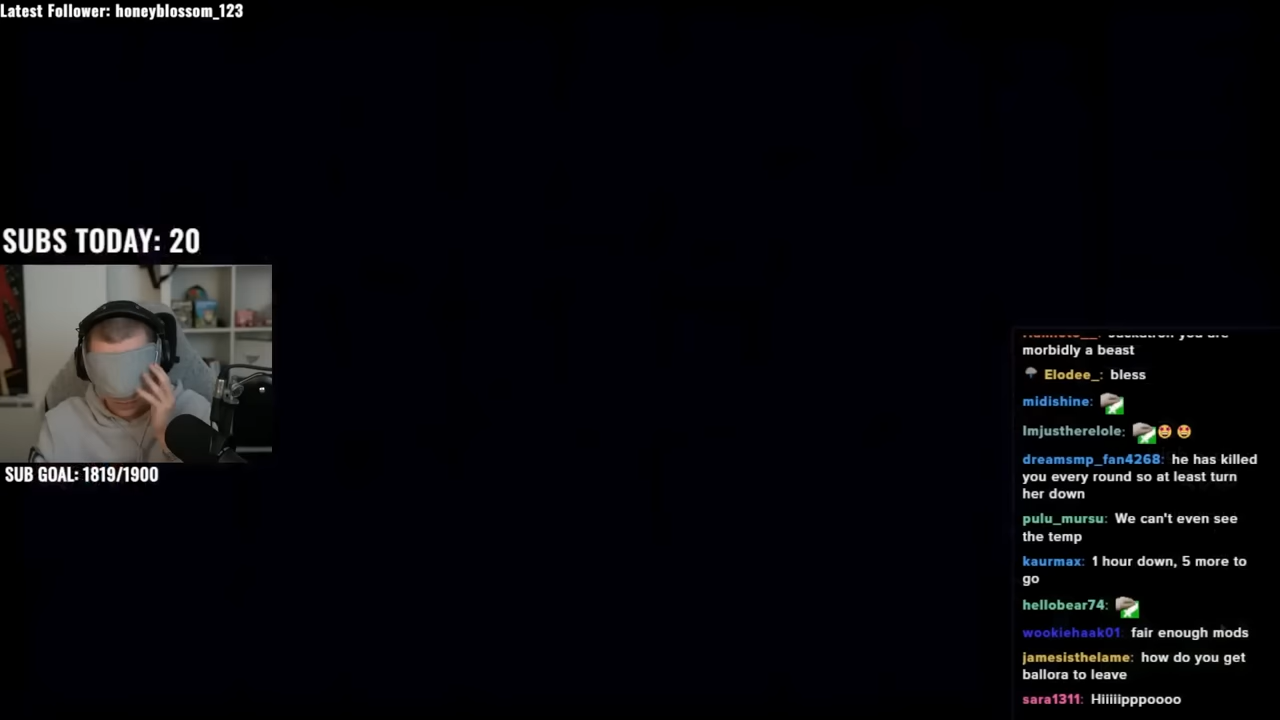 Latest Follower: honeyblossom_123
SUBS TODAY: 20
SUB GOAL: 1819/1900
you are
morbidly a beast
Elodee_: bless
midishine:
Imjustherelole:
dreamsmp_fan4268: he has killed
you every round so at least turn
her down
pulu_mursu: We can't even see
the temp
kaurmax: 1 hour down, 5 more to
go
hellobear74:
wookiehaak01: fair enough mods
jamesisthelame: how do you get
ballora to leave
sara1311: Hiiiiipppoooo